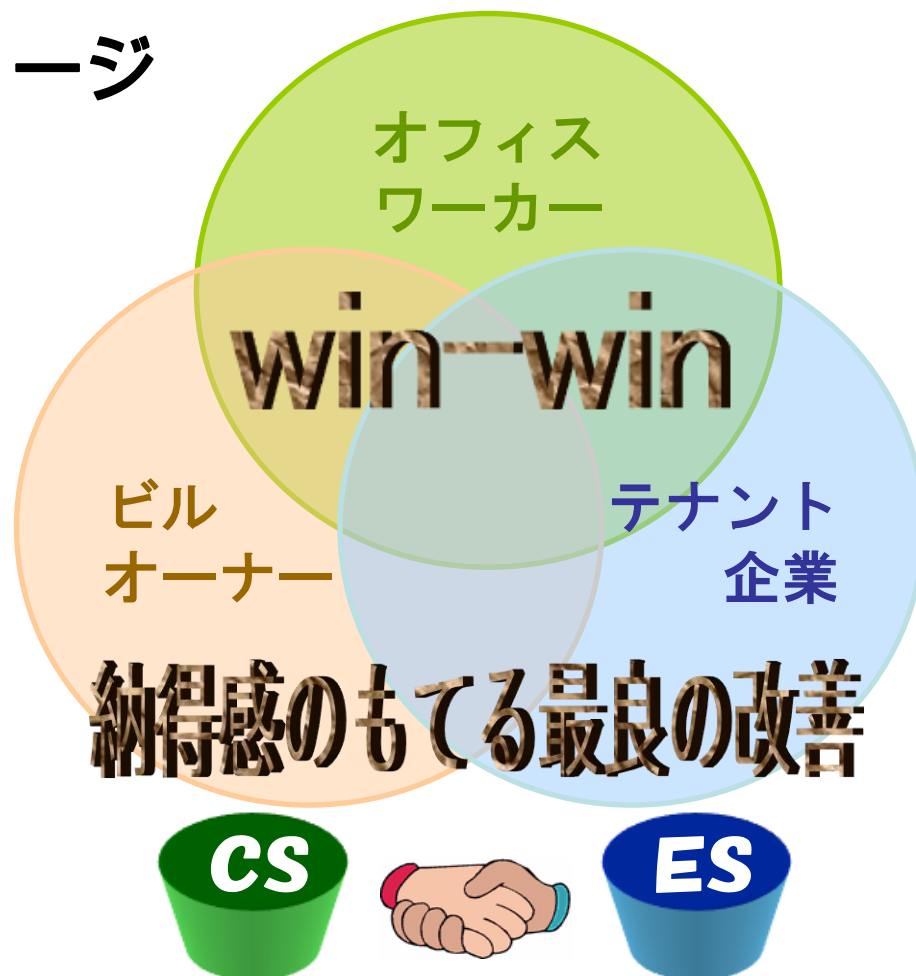 ージ
オフィス
ワーカー
win-win
ビル
オーナー
テナント
企業
納得感のもてる最良の改善
CS
ES